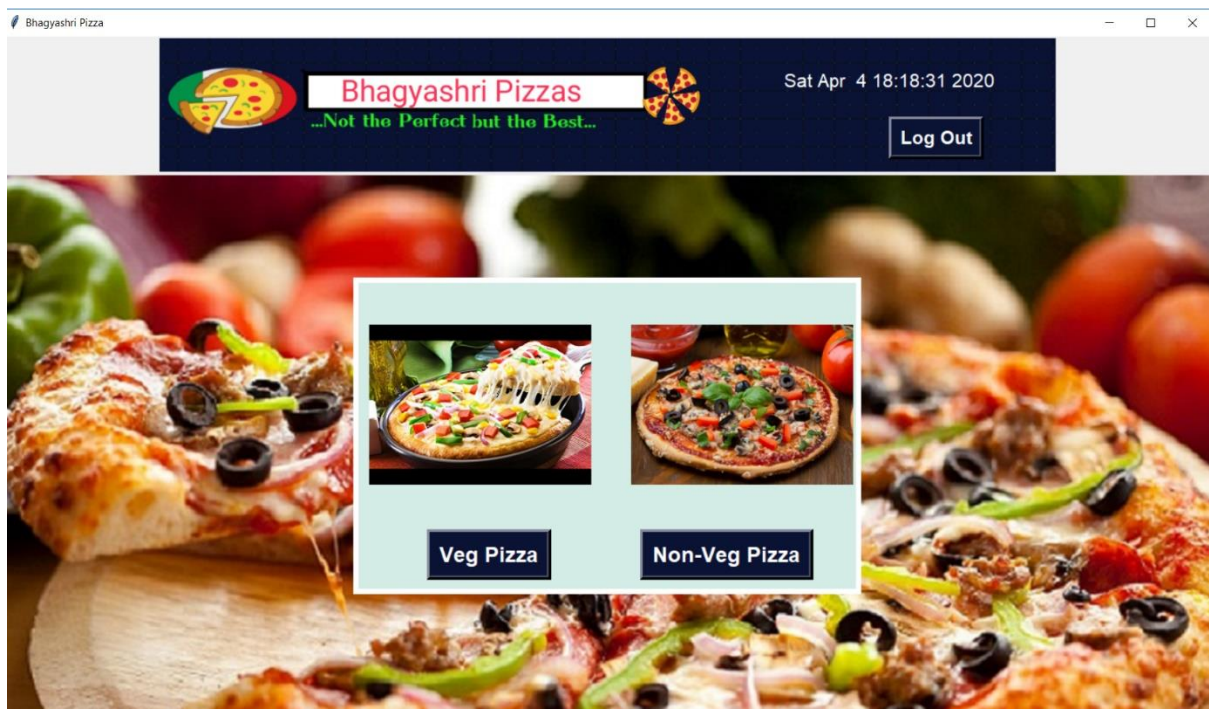 Bhagyashri Pizza
Bhagyashri Pizzas
...Not the Perfect but the Best...
Sat Apr  4 18:18:31 2020
Log Out
Veg Pizza
Non-Veg Pizza